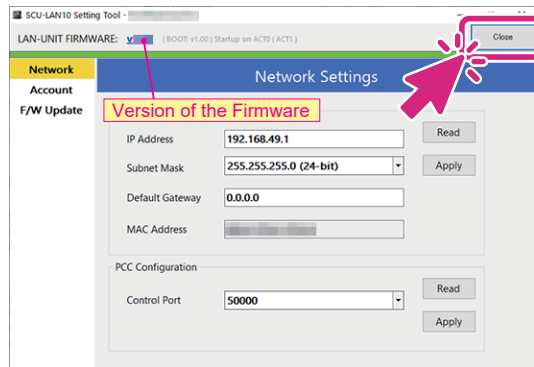 SCU-LAN10 Setting Tool -
LAN-UNIT FIRMWARE: v ( BOOT: v1.00 ) Startup on ACT0 ( ACT1 )
Close
Network
Account
F/W Update
Network Settings
Version of the Firmware
IP Address 192.168.49.1 Read
Subnet Mask 255.255.255.0 (24-bit) Apply
Default Gateway 0.0.0.0
MAC Address
PCC Configuration
Control Port 50000 Read
Apply